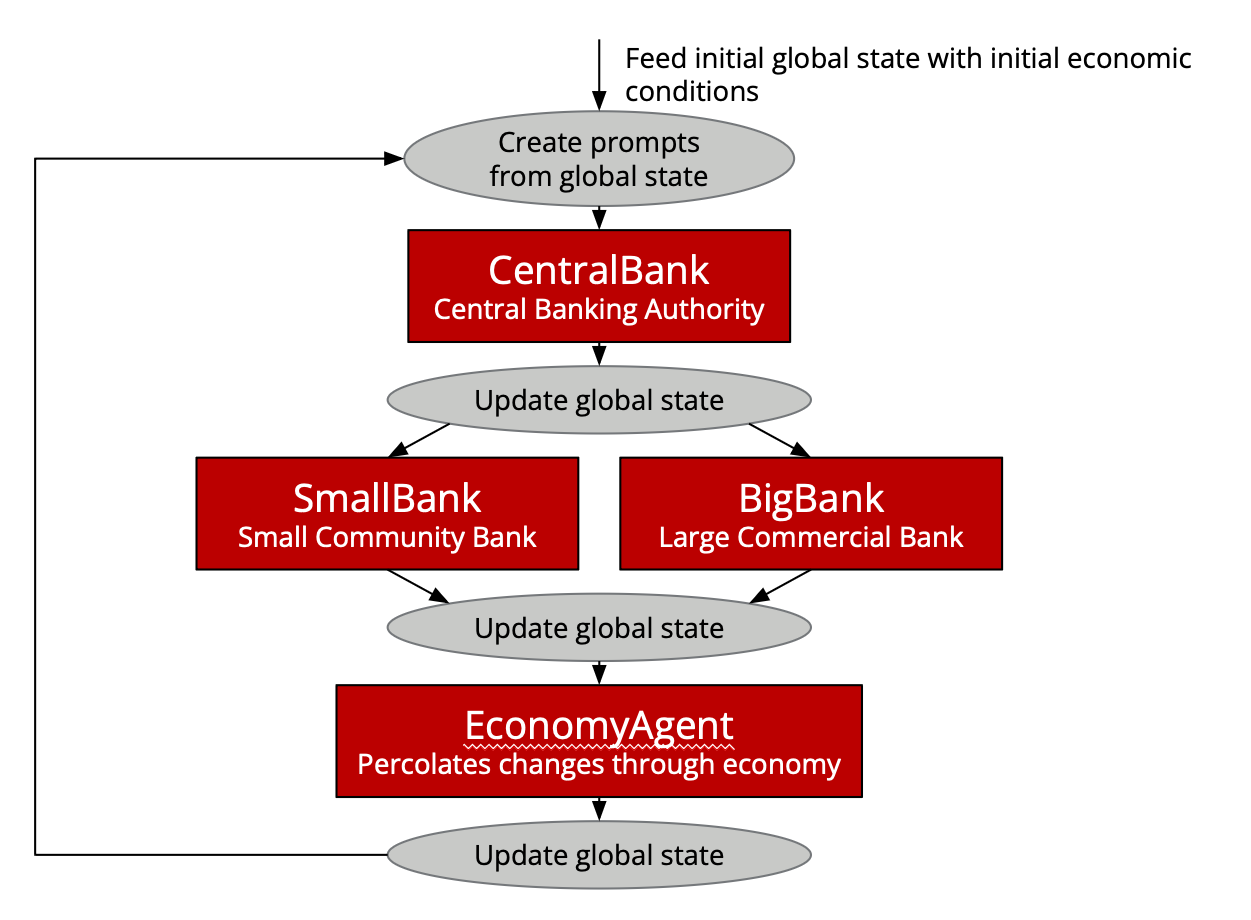 Feed initial global state with initial economic
conditions
Create prompts
from global state
CentralBank
Central Banking Authority
Update global state
SmallBank
Small Community Bank
BigBank
Large Commercial Bank
Update global state
EconomyAgent
Percolates changes through economy
Update global state